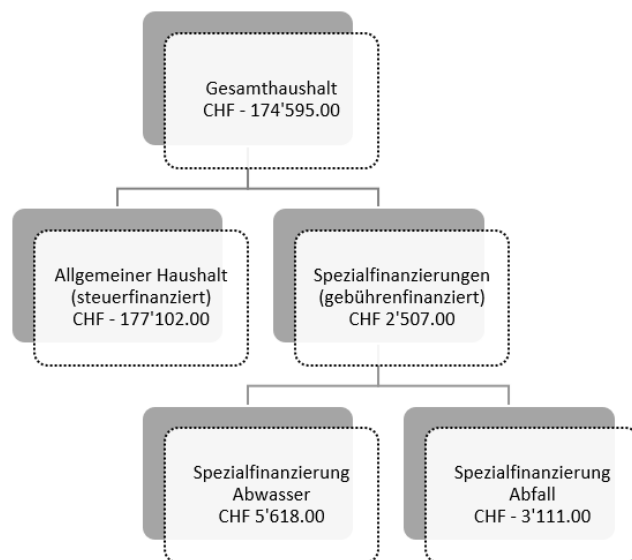 Gesamthaushalt
CHF - 174'595.00
Allgemeiner Haushalt
(steuerfinanziert)
CHF - 177'102.00
Spezialfinanzierungen
(gebührenfinanziert)
CHF 2'507.00
Spezialfinanzierung
Abwasser
CHF 5'618.00
Spezialfinanzierung
Abfall
CHF - 3'111.00